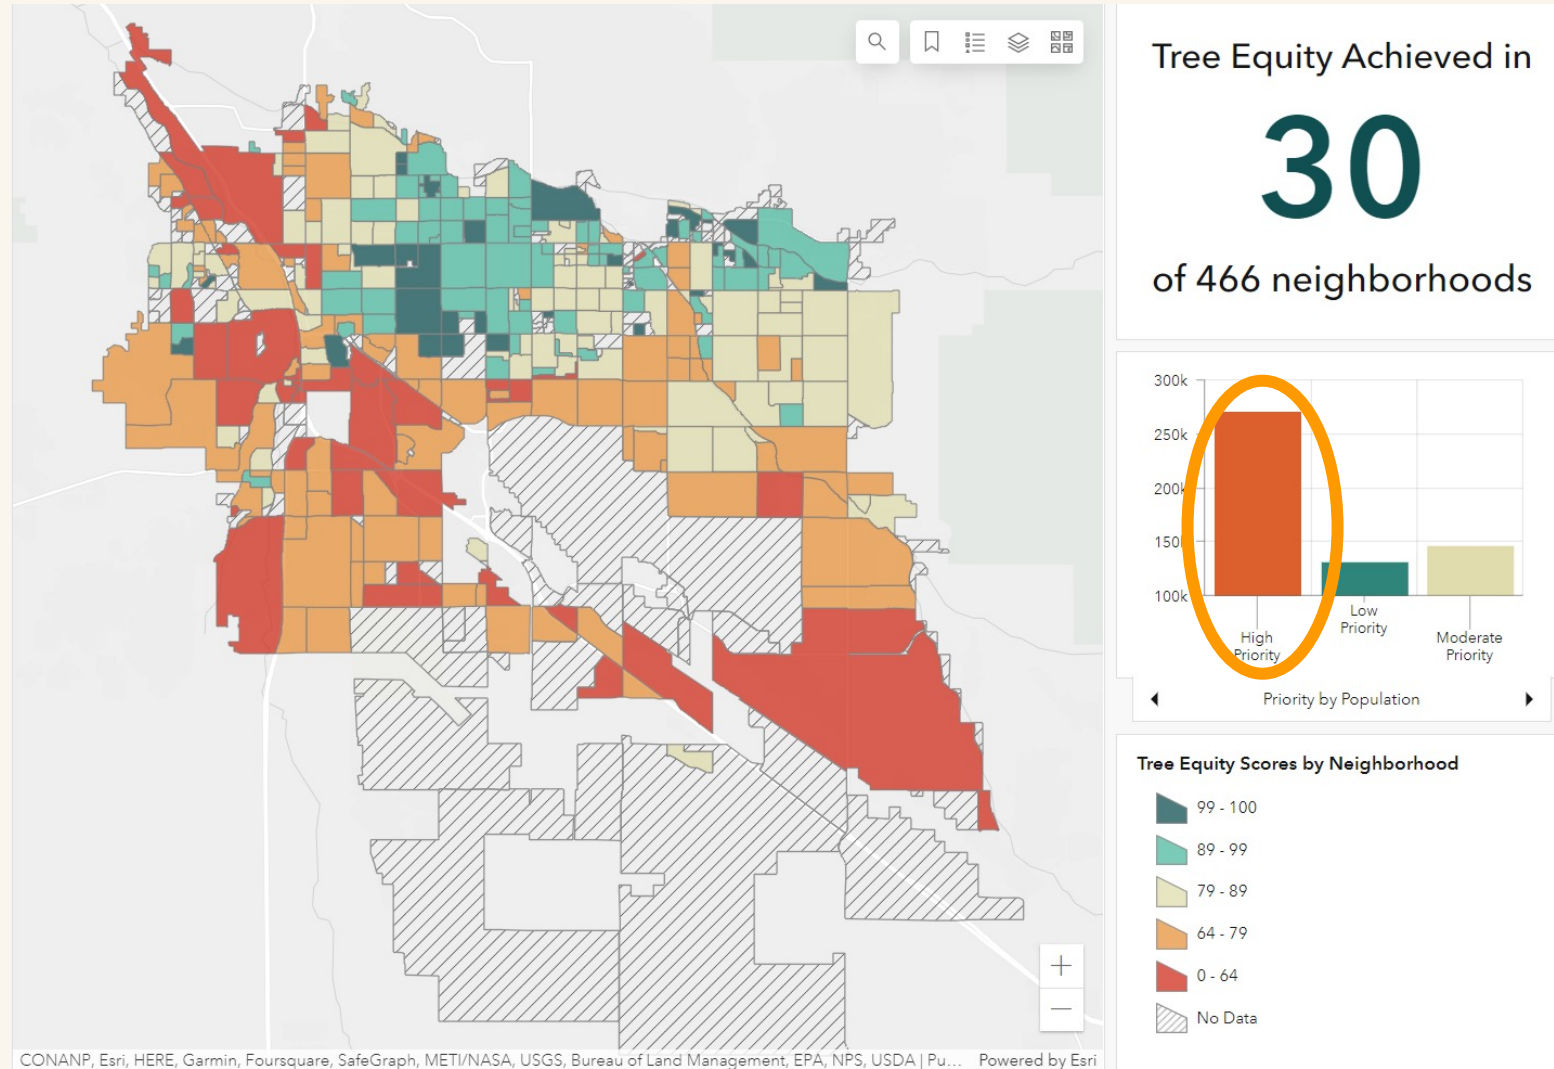 Tree Equity Achieved in
30
of 466 neighborhoods
300k
250k
200k
150k
100k
High
Priority
Low
Priority
Moderate
Priority
Priority by Population
Tree Equity Scores by Neighborhood
99 - 100
89 - 99
79 - 89
64 - 79
0 - 64
No Data
CONANP, Esri, HERE, Garmin, Foursquare, SafeGraph, METI/NASA, USGS, Bureau of Land Management, EPA, NPS, USDA | Pu... Powered by Esri